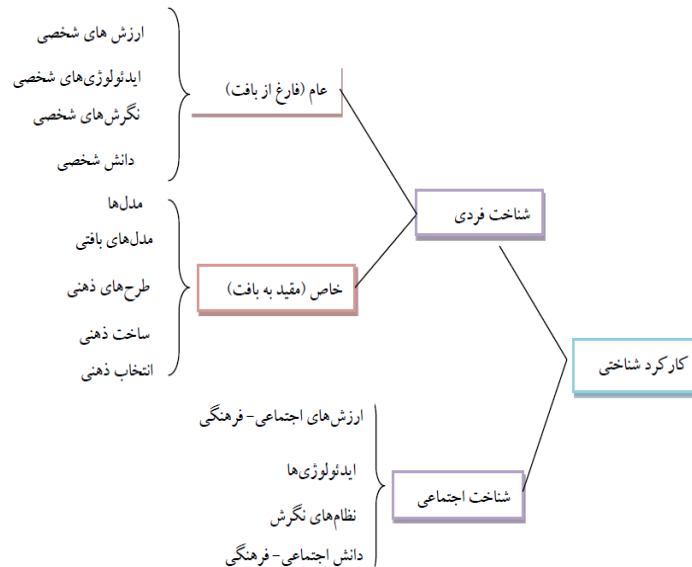 کارکرد شناختی
شناخت فردی
عام (فارغ از بافت)
ارزش های شخصی
ایدئولوژی‌های شخصی
نگرش‌های شخصی
دانش شخصی
خاص (مقید به بافت)
مدل‌ها
مدل‌های بافتی
طرح‌های ذهنی
ساخت ذهنی
انتخاب ذهنی
شناخت اجتماعی
ارزش‌های اجتماعی- فرهنگی
ایدئولوژی‌ها
نظام‌های نگرش
دانش اجتماعی- فرهنگی